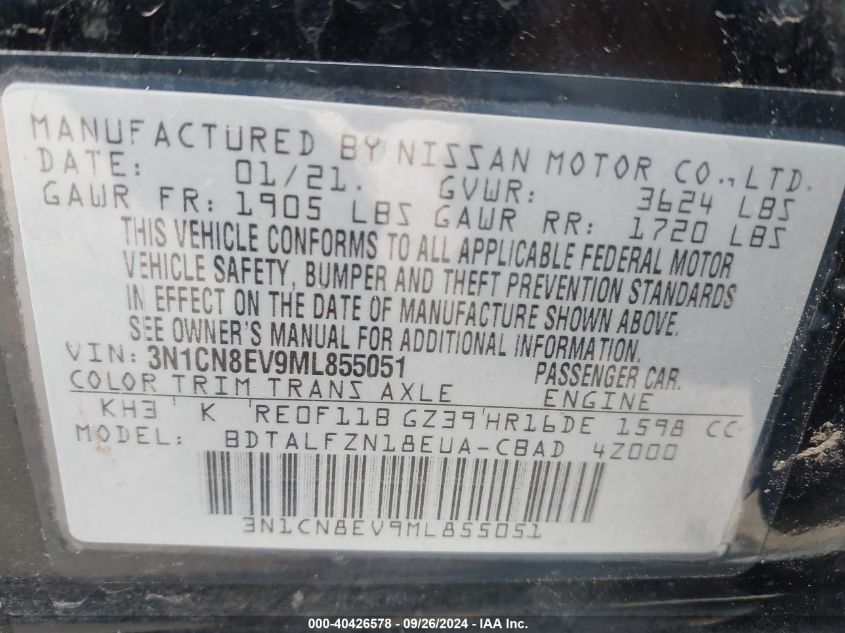 MANUFACTURED BY NISSAN MOTOR CO., LTD.
DATE: 01/21. GVWR: 3624 LBS
GAWR FR: 1905 LBS GAWR RR: 1720 LBS
THIS VEHICLE CONFORMS TO ALL APPLICABLE FEDERAL MOTOR
VEHICLE SAFETY, BUMPER AND THEFT PREVENTION STANDARDS
IN EFFECT ON THE DATE OF MANUFACTURE SHOWN ABOVE.
SEE OWNER'S MANUAL FOR ADDITIONAL INFORMATION.
VIN: 3N1CN8EV9ML855051 PASSENGER CAR.
COLOR TRIM TRANS AXLE ENGINE
KH3 K RE0F11B GZ39 HR16DE 1598 CC
MODEL: BDTALFZN18EUA-CBAD 4Z000
3N1CN8EV9ML855051
000-40426578 - 09/26/2024 - © IAA, Inc.